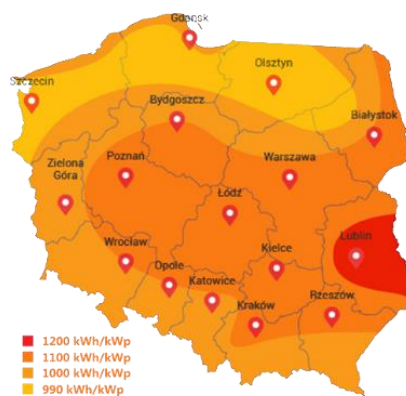 Gdańsk
Szczecin
Olsztyn
Bydgoszcz
Białystok
Poznań
Warszawa
Zielona
Góra
Łódź
Lublin
Wrocław
Kielce
Opole
Katowice
Rzeszów
Kraków
1200 kWh/kWp
1100 kWh/kWp
1000 kWh/kWp
990 kWh/kWp